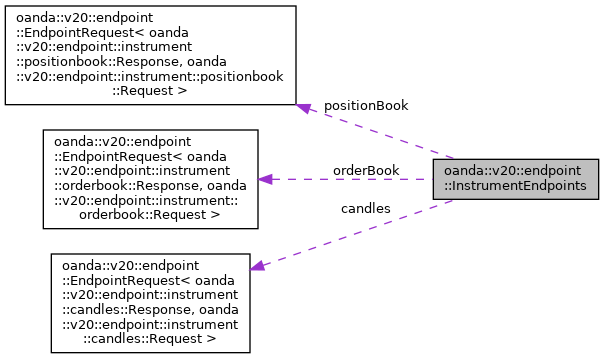 oanda::v20::endpoint
::EndpointRequest< oanda
::v20::endpoint::instrument
::positionbook::Response, oanda
::v20::endpoint::instrument::positionbook
::Request >
positionBook
oanda::v20::endpoint
::EndpointRequest< oanda
::v20::endpoint::instrument
::orderbook::Response, oanda
::v20::endpoint::instrument::
orderbook::Request >
orderBook
oanda::v20::endpoint
::InstrumentEndpoints
candles
oanda::v20::endpoint
::EndpointRequest< oanda
::v20::endpoint::instrument
::candles::Response, oanda
::v20::endpoint::instrument
::candles::Request >